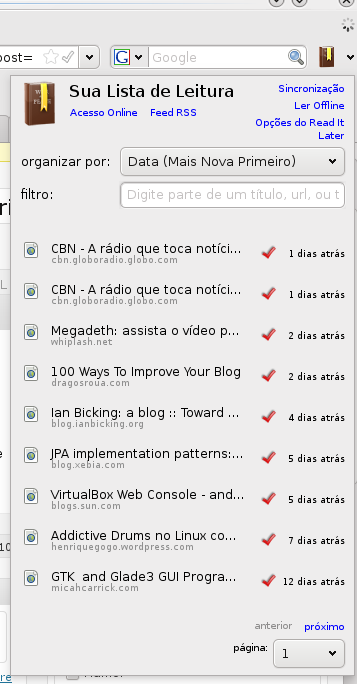 post=
Google
Sua Lista de Leitura
Sincronização
Acesso Online
Feed RSS
Ler Offline
Opções do Read It
Later
organizar por:
Data (Mais Nova Primeiro)
filtro:
Digite parte de um título, url, ou t
CBN - A rádio que toca notíci...
1 dias atrás
cbn.globoradio.globo.com
CBN - A rádio que toca notíci...
1 dias atrás
cbn.globoradio.globo.com
Megadeth: assista o vídeo p...
2 dias atrás
whiplash.net
100 Ways To Improve Your Blog
2 dias atrás
dragosroua.com
Ian Bicking: a blog :: Toward ...
4 dias atrás
blog.ianbicking.org
JPA implementation patterns:...
5 dias atrás
blog.xebia.com
VirtualBox Web Console - and...
5 dias atrás
blogs.sun.com
Addictive Drums no Linux co...
7 dias atrás
henriquegogo.wordpress.com
GTK and Glade3 GUI Progra...
12 dias atrás
micahcarrick.com
anterior
próximo
página:
1